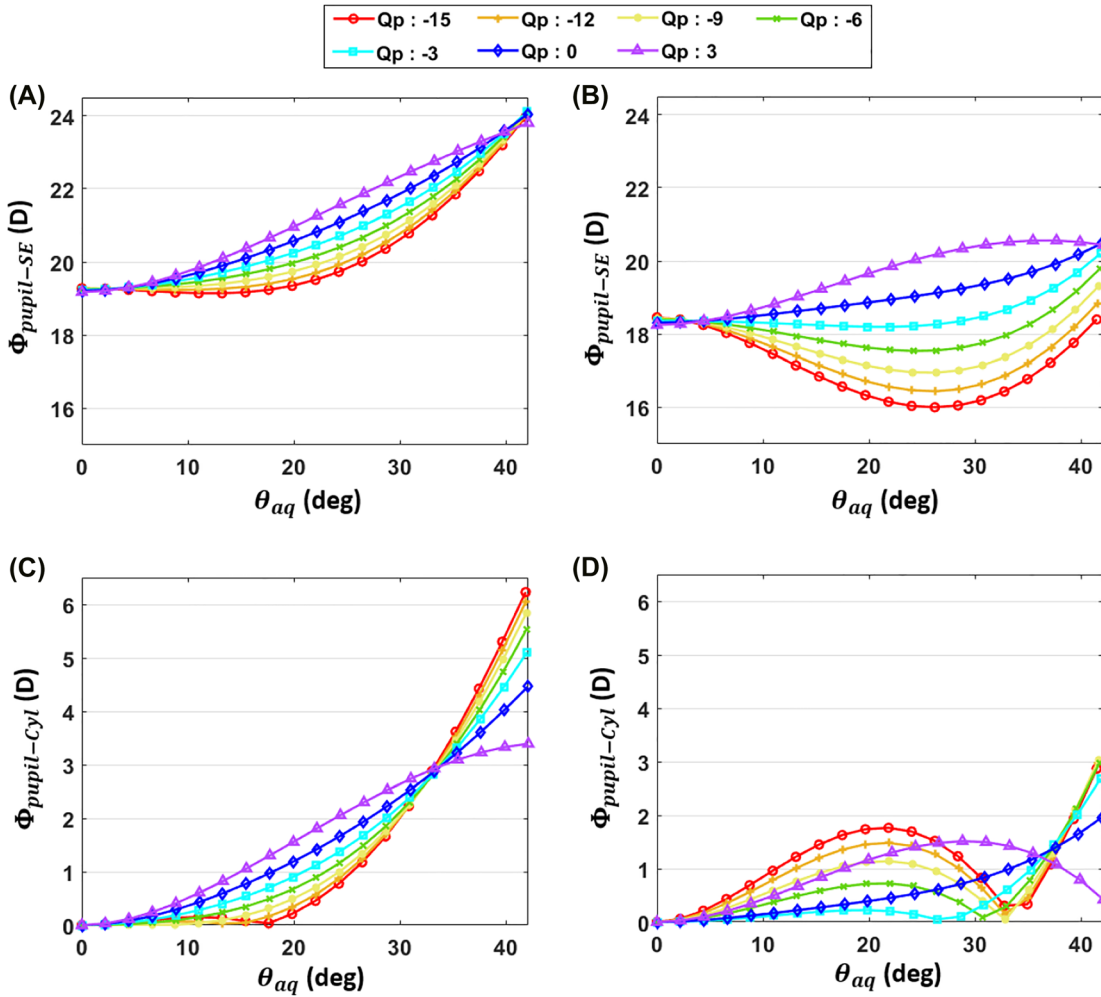 Qp : -15 Qp : -12 Qp : -9 Qp : -6
Qp : -3 Qp : 0 Qp : 3
(A)
24
22
20
18
16
Φpupil−SE (D)
0 10 20 30 40
θaq (deg)
(B)
24
22
20
18
16
Φpupil−SE (D)
0 10 20 30 40
θaq (deg)
(C)
6
5
4
3
2
1
0
Φpupil−Cyl (D)
0 10 20 30 40
θaq (deg)
(D)
6
5
4
3
2
1
0
Φpupil−Cyl (D)
0 10 20 30 40
θaq (deg)